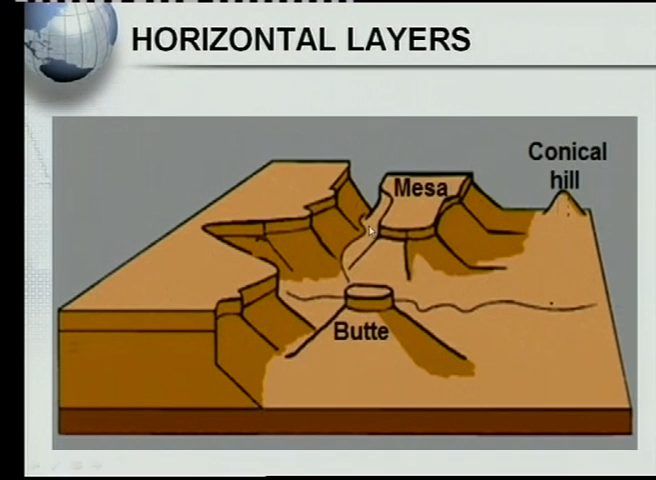 HORIZONTAL LAYERS
Conical
hill
Mesa
Butte